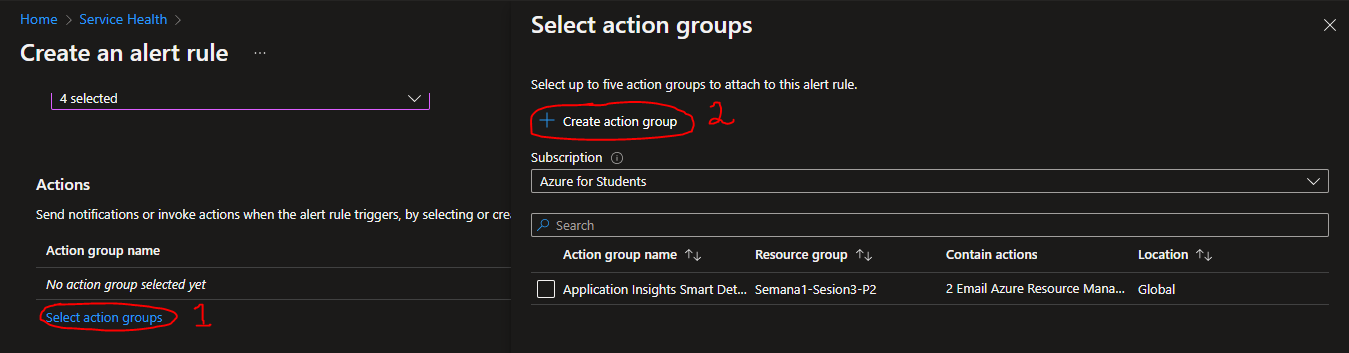 Home > Service Health >
Create an alert rule ...
4 selected
Actions
Send notifications or invoke actions when the alert rule triggers, by selecting or cre
Action group name
No action group selected yet
Select action groups 1
Select action groups
Select up to five action groups to attach to this alert rule.
+ Create action group 2
Subscription
Azure for Students
Search
Action group name ↑↓ Resource group ↑↓ Contain actions Location ↑↓
Application Insights Smart Det... Semana1-Sesion3-P2 2 Email Azure Resource Mana... Global